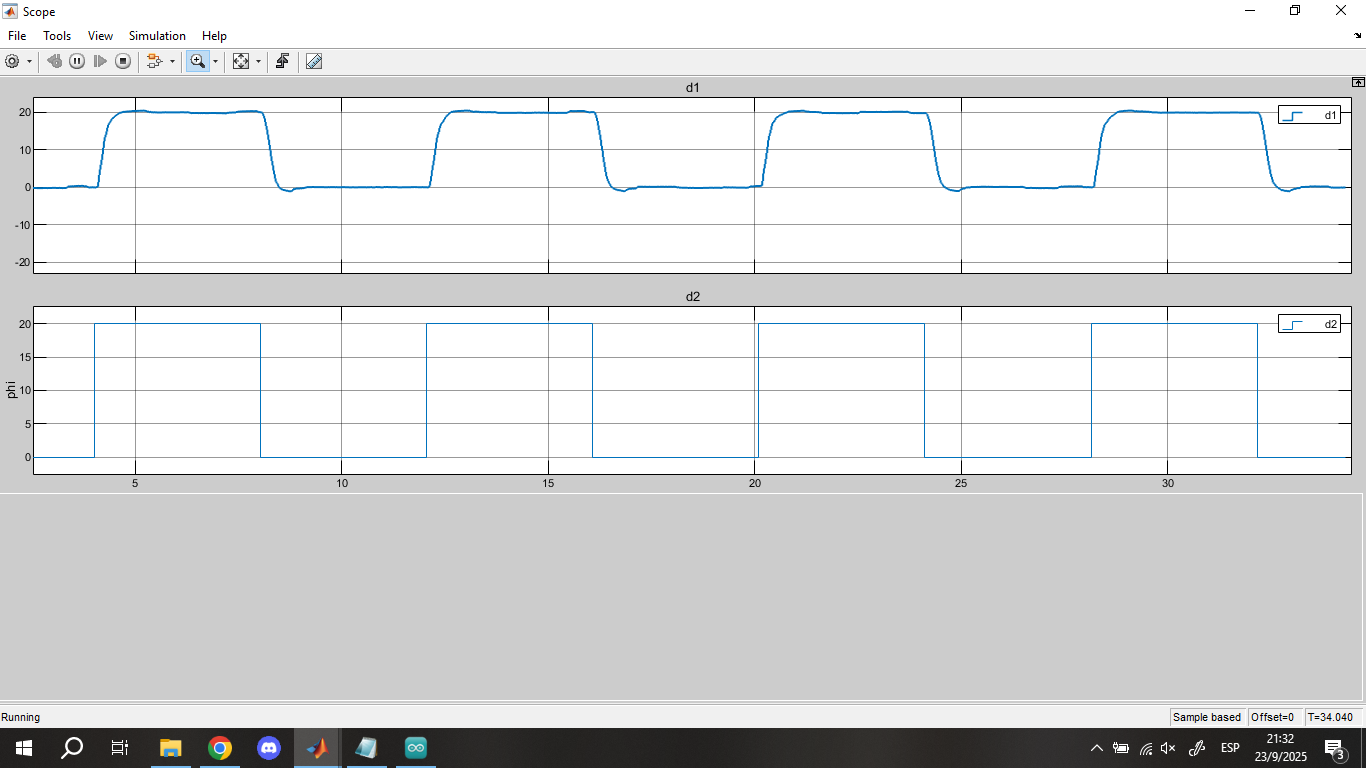 Scope
File Tools View Simulation Help
d1
20
10
0
-10
-20
d1
d2
20
15
10
5
0
phi
d2
5 10 15 20 25 30
Running
Sample based Offset=0 T=34.040
ESP
21:32
23/9/2025
3